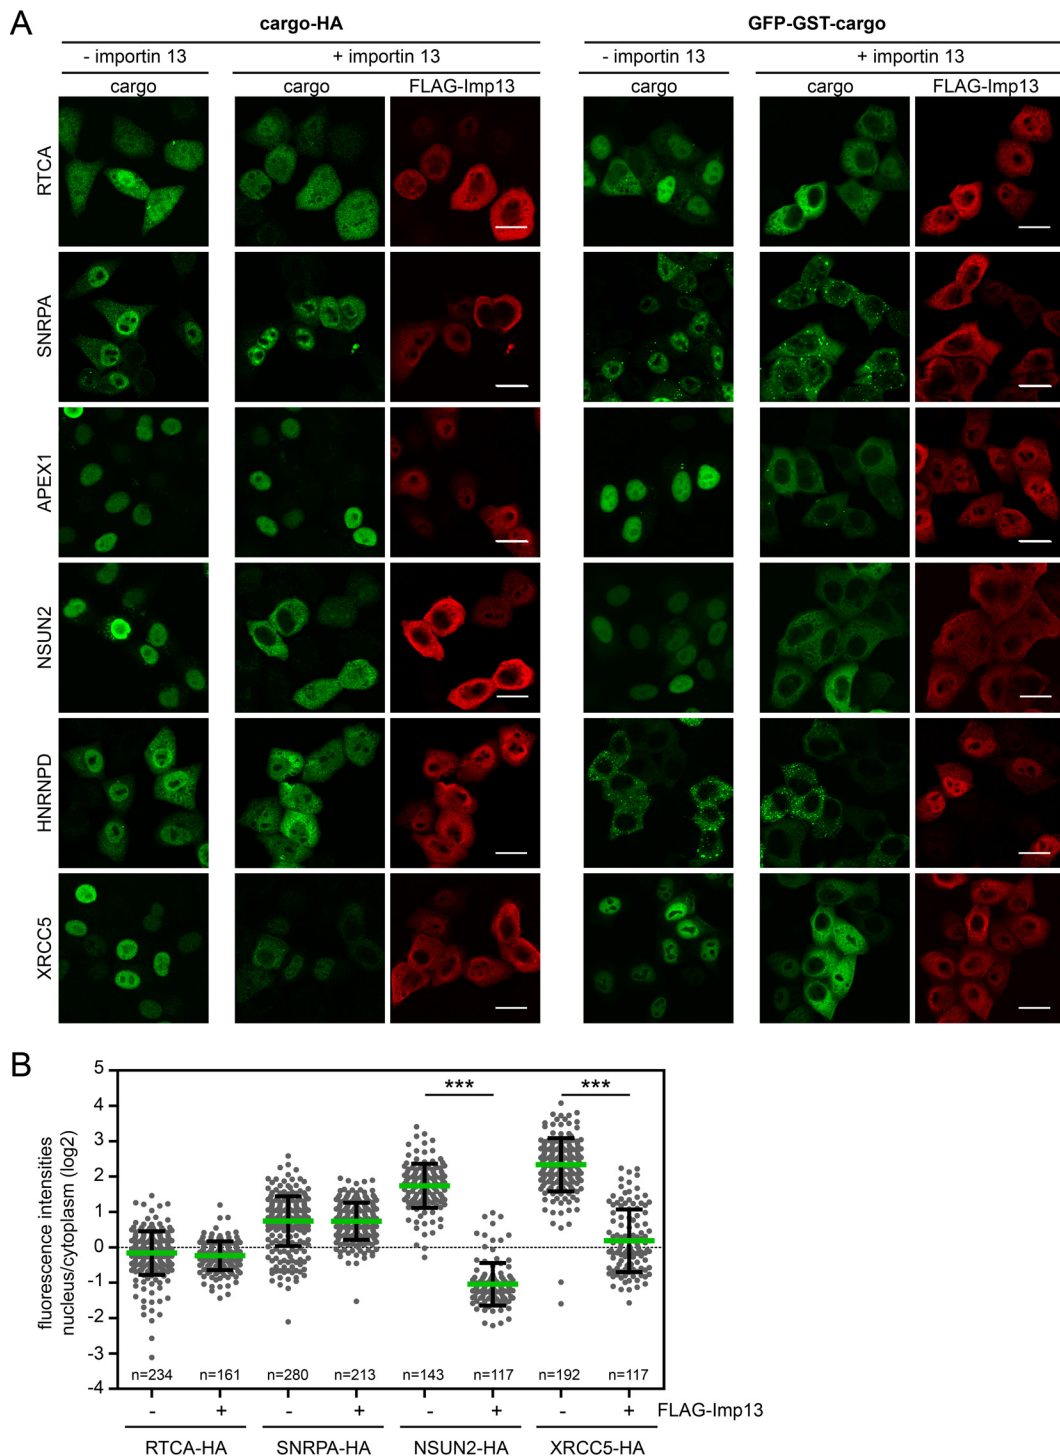 A
cargo-HA
GFP-GST-cargo
- importin 13
+ importin 13
- importin 13
+ importin 13
cargo
cargo
FLAG-Imp13
cargo
cargo
FLAG-Imp13
RTCA
SNRPA
APEX1
NSUN2
HNRNPD
XRCC5
B
fluorescence intensities
nucleus/cytoplasm (log2)
5
4
3
2
1
0
-1
-2
-3
-4
*** ***
n=234 n=161 n=280 n=213 n=143 n=117 n=192 n=117
- + - + - + - + FLAG-Imp13
RTCA-HA SNRPA-HA NSUN2-HA XRCC5-HA